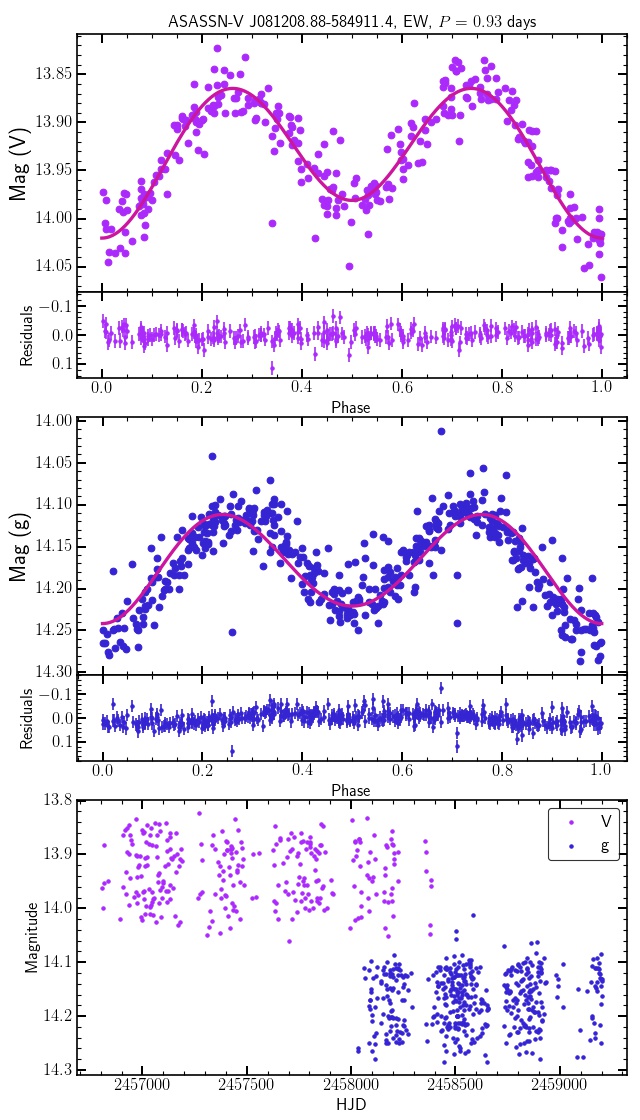 ASASSN-V J081208.88-584911.4, EW, P = 0.93 days
13.85
13.90
13.95
14.00
14.05
Mag (V)
−0.1
0.0
0.1
Residuals
0.0 0.2 0.4 0.6 0.8 1.0
Phase
14.00
14.05
14.10
14.15
14.20
14.25
14.30
Mag (g)
−0.1
0.0
0.1
Residuals
0.0 0.2 0.4 0.6 0.8 1.0
Phase
13.8
13.9
14.0
14.1
14.2
14.3
Magnitude
V
g
2457000 2457500 2458000 2458500 2459000
HJD